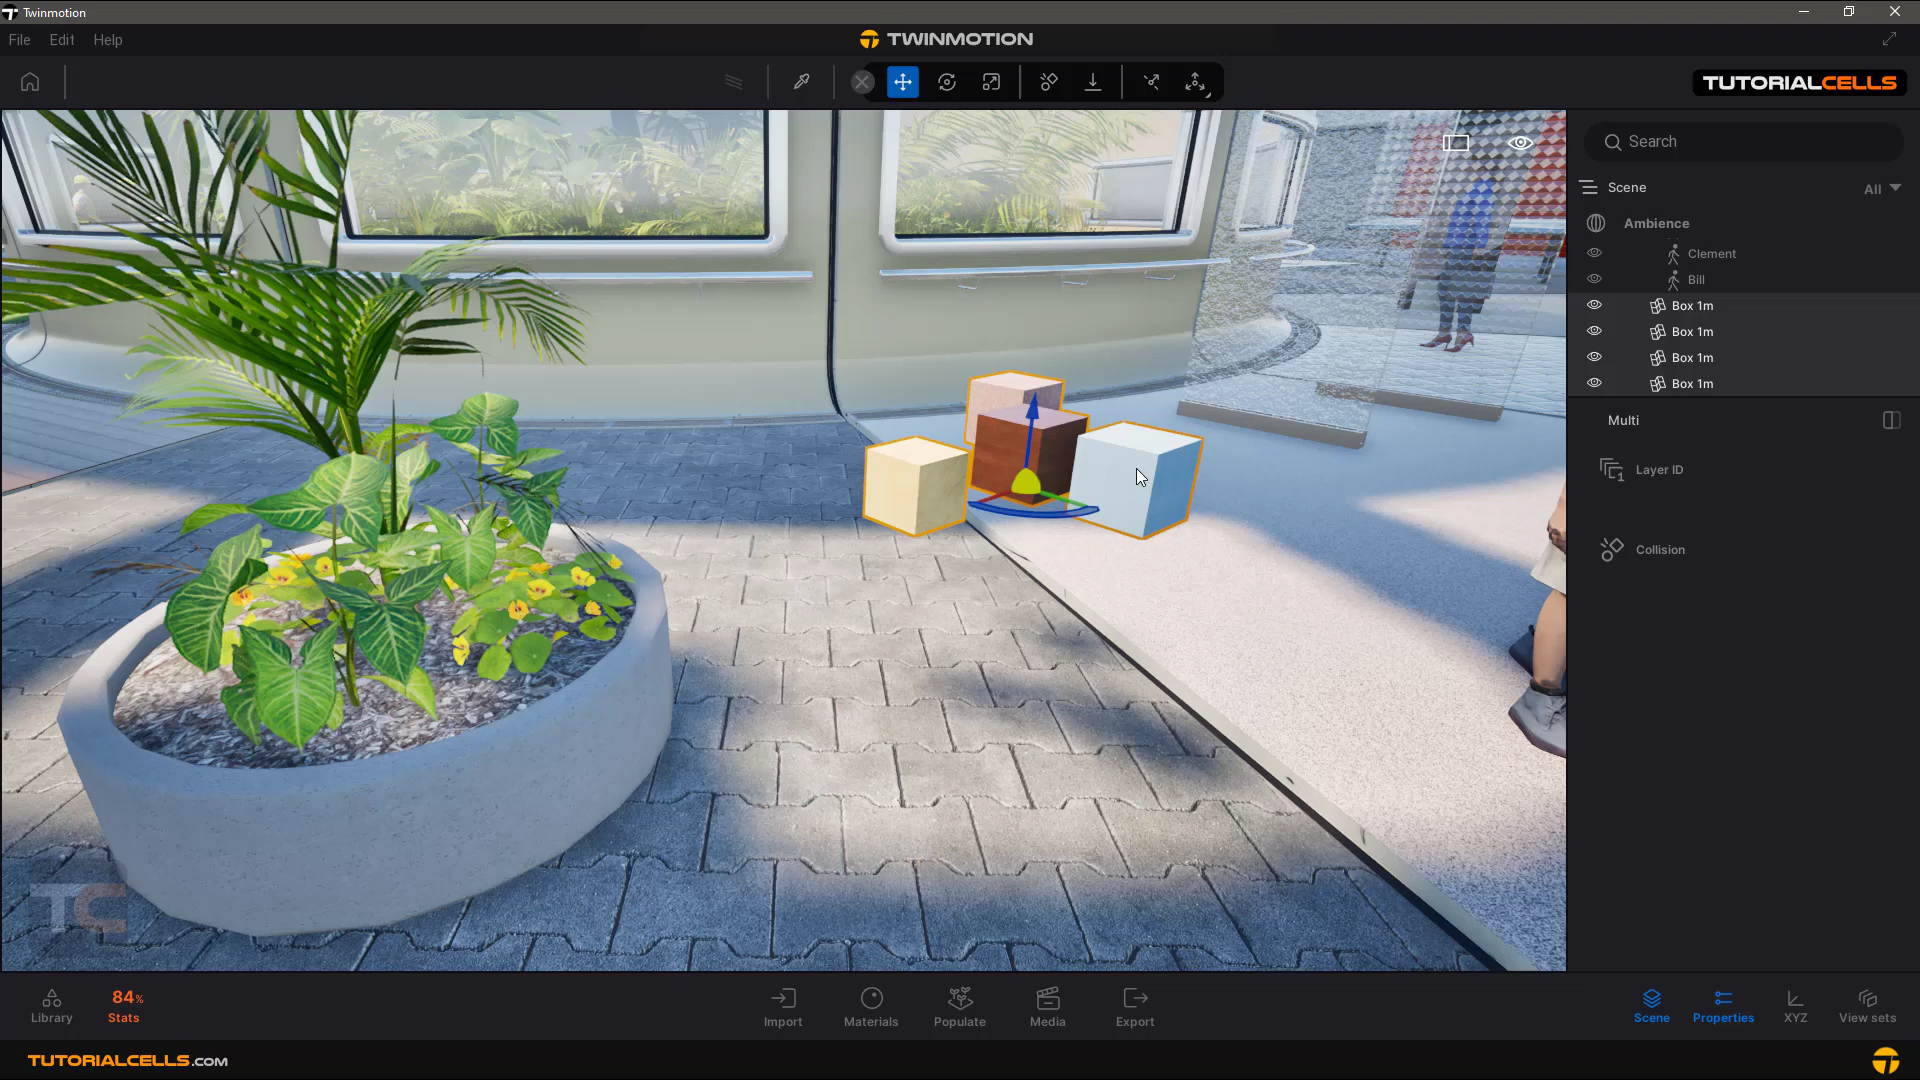 Twinmotion
File Edit Help
TWINMOTION
TUTORIALCELLS
Search
Scene
All
Ambience
Clement
Bill
Box 1m
Box 1m
Box 1m
Box 1m
Multi
Layer ID
Collision
TC
Library
84%
Stats
Import
Materials
Populate
Media
Export
Scene
Properties
XYZ
View sets
TUTORIALCELLS.COM